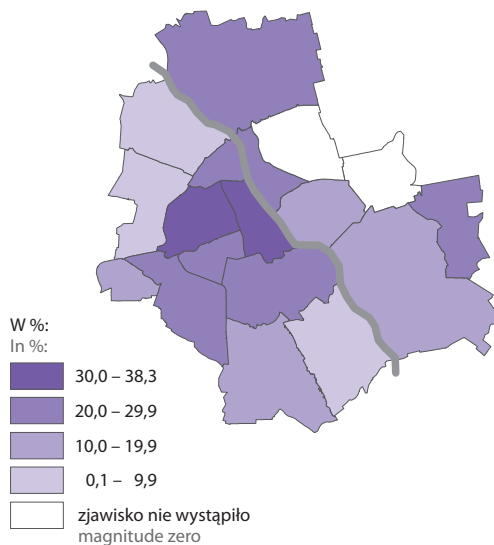 W %:
In %:
30,0 – 38,3
20,0 – 29,9
10,0 – 19,9
0,1 – 9,9
zjawisko nie wystąpiło
magnitude zero